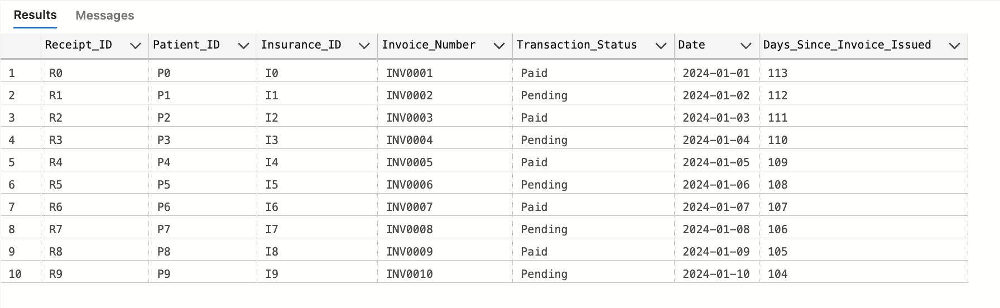 Results Messages
Receipt_ID Patient_ID Insurance_ID Invoice_Number Transaction_Status Date Days_Since_Invoice_Issued
1 R0 P0 I0 INV0001 Paid 2024-01-01 113
2 R1 P1 I1 INV0002 Pending 2024-01-02 112
3 R2 P2 I2 INV0003 Paid 2024-01-03 111
4 R3 P3 I3 INV0004 Pending 2024-01-04 110
5 R4 P4 I4 INV0005 Paid 2024-01-05 109
6 R5 P5 I5 INV0006 Pending 2024-01-06 108
7 R6 P6 I6 INV0007 Paid 2024-01-07 107
8 R7 P7 I7 INV0008 Pending 2024-01-08 106
9 R8 P8 I8 INV0009 Paid 2024-01-09 105
10 R9 P9 I9 INV0010 Pending 2024-01-10 104